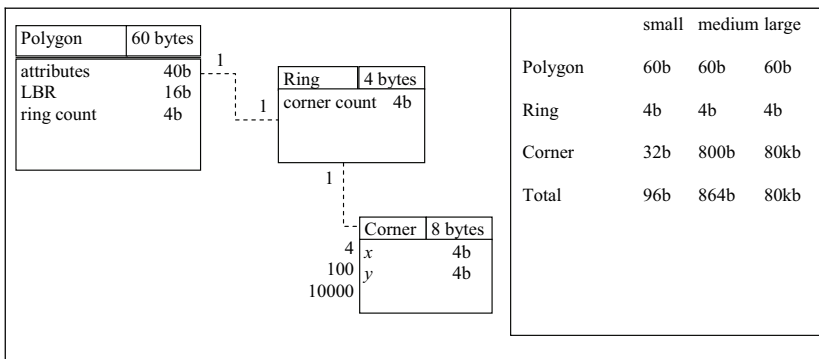 Polygon 60 bytes
attributes 40b
LBR 16b
ring count 4b
1
1
Ring 4 bytes
corner count 4b
1
Corner 8 bytes
4
100
10000
x 4b
y 4b
small medium large
Polygon 60b 60b 60b
Ring 4b 4b 4b
Corner 32b 800b 80kb
Total 96b 864b 80kb